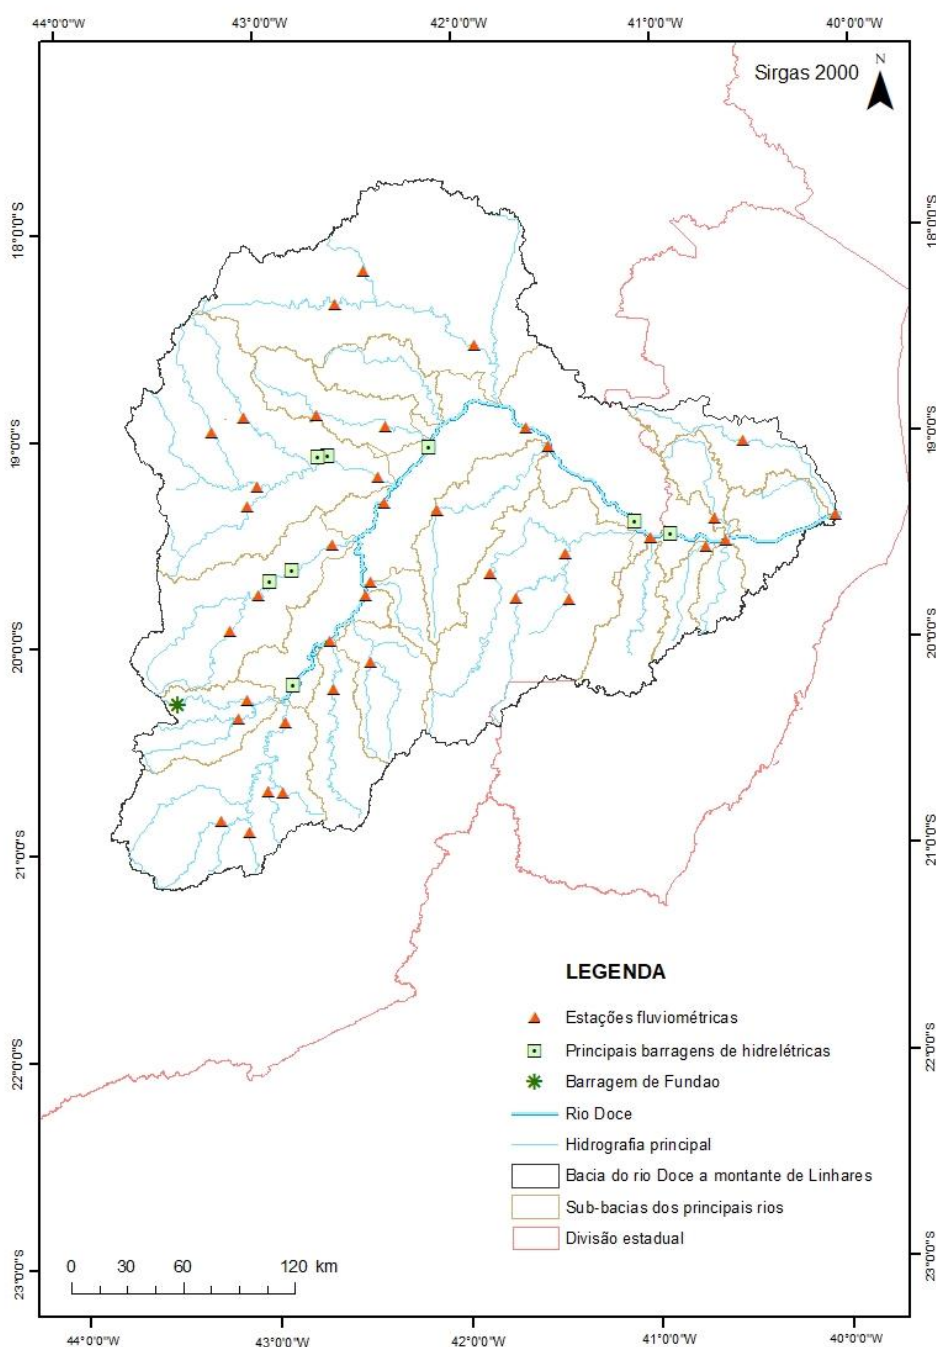 44°0'0"W 43°0'0"W 42°0'0"W 41°0'0"W 40°0'0"W
Sirgas 2000
N
18°0'0"S 18°0'0"S
19°0'0"S 19°0'0"S
20°0'0"S 20°0'0"S
21°0'0"S 21°0'0"S
LEGENDA
Estações fluviométricas
Principais barragens de hidrelétricas
22°0'0"S 22°0'0"S
Barragem de Fundao
Rio Doce
Hidrografia principal
Bacia do rio Doce a montante de Linhares
Sub-bacias dos principais rios
Divisão estadual
23°0'0"S 23°0'0"S
0 30 60 120 km
44°0'0"W 43°0'0"W 42°0'0"W 41°0'0"W 40°0'0"W